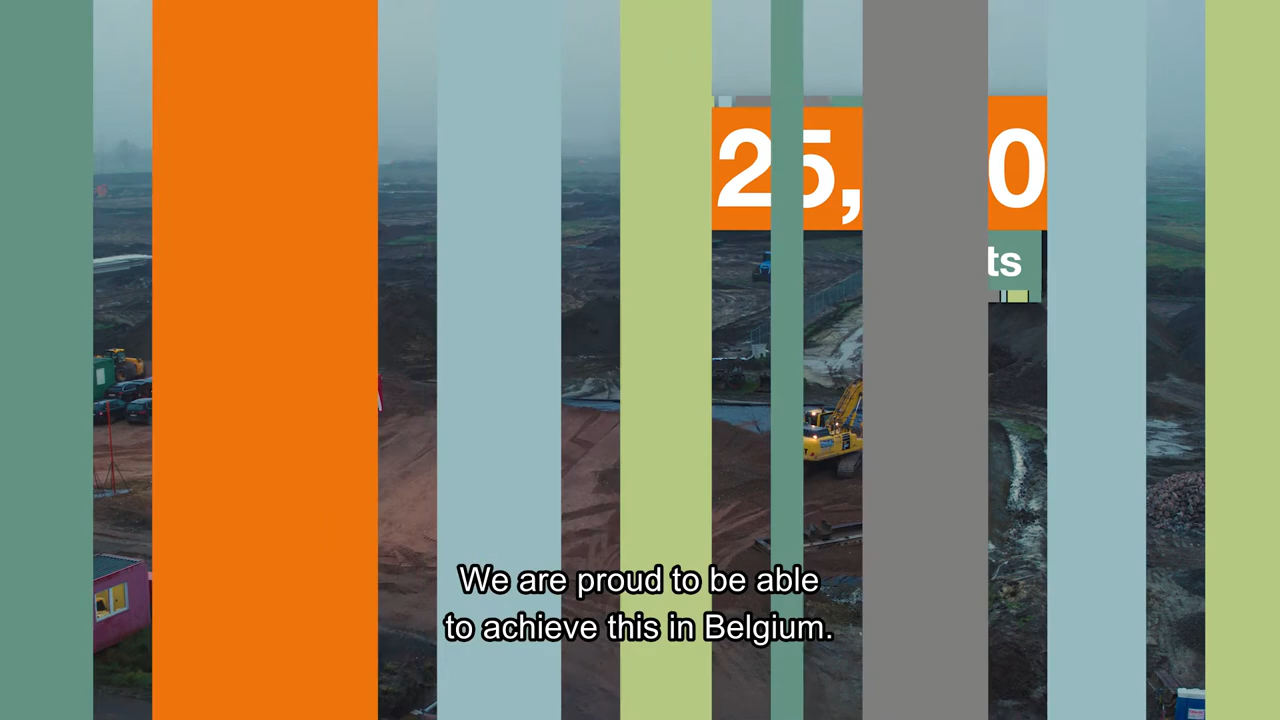 25, 0
ts
We are proud to be able
to achieve this in Belgium.